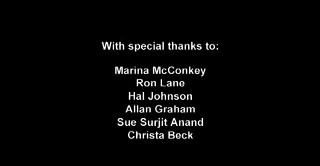 With special thanks to:
Marina McConkey
Ron Lane
Hal Johnson
Allan Graham
Sue Surjit Anand
Christa Beck